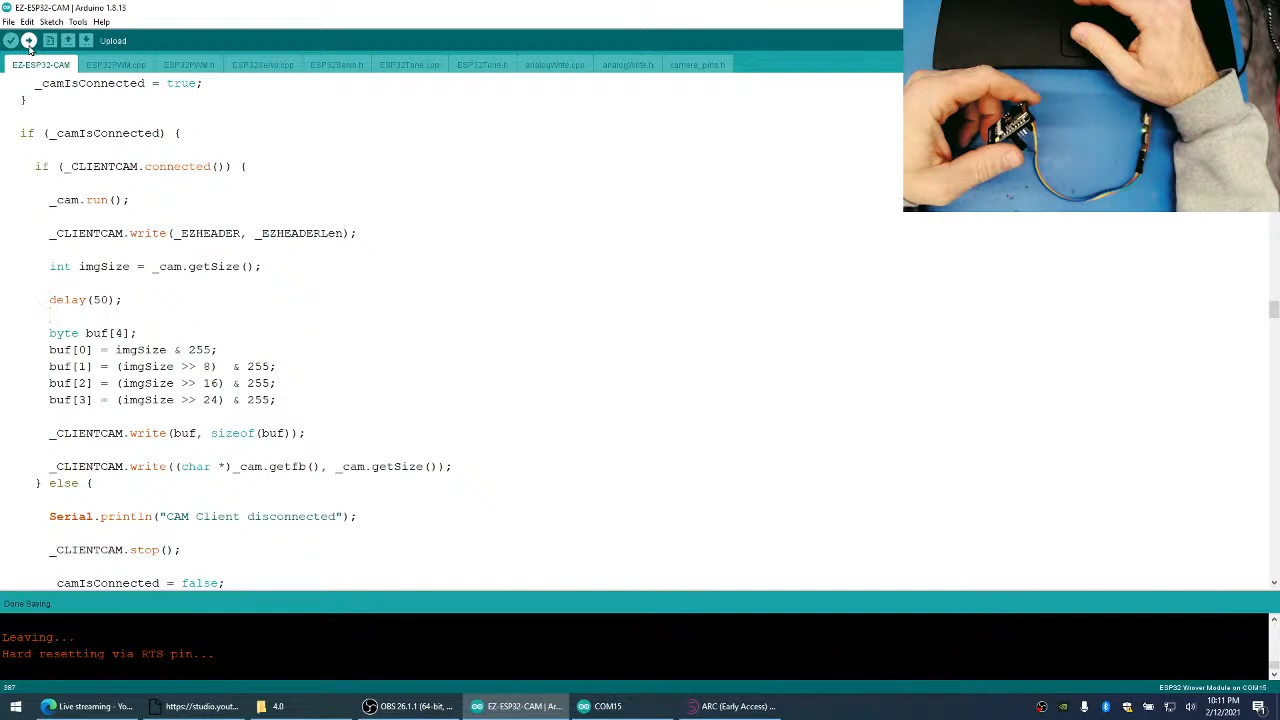 EZ-ESP32-CAM | Arduino 1.8.13
File Edit Sketch Tools Help
Upload
EZ-ESP32-CAM ESP32PWM.cpp ESP32PWM.h ESP32Servo.cpp ESP32Servo.h ESP32Tone.cpp ESP32Tone.h analogWrite.cpp analogWrite.h camera_pins.h
_camIsConnected = true;
}
if (_camIsConnected) {
if (_CLIENTCAM.connected()) {
_cam.run();
_CLIENTCAM.write(_EZHEADER, _EZHEADERLen);
int imgSize = _cam.getSize();
delay(50);
byte buf[4];
buf[0] = imgSize & 255;
buf[1] = (imgSize >> 8)  & 255;
buf[2] = (imgSize >> 16) & 255;
buf[3] = (imgSize >> 24) & 255;
_CLIENTCAM.write(buf, sizeof(buf));
_CLIENTCAM.write((char *)_cam.getfb(), _cam.getSize());
} else {
Serial.println("CAM Client disconnected");
_CLIENTCAM.stop();
_camIsConnected = false;
Done Saving.
Leaving...
Hard resetting via RTS pin...
387 ESP32 Wrover Module on COM15
Live streaming - Yo... https://studio.yout... 4.0 OBS 26.1.1 (64-bit, ... EZ-ESP32-CAM | Ar... COM15 ARC (Early Access) ... 10:11 PM
2/12/2021